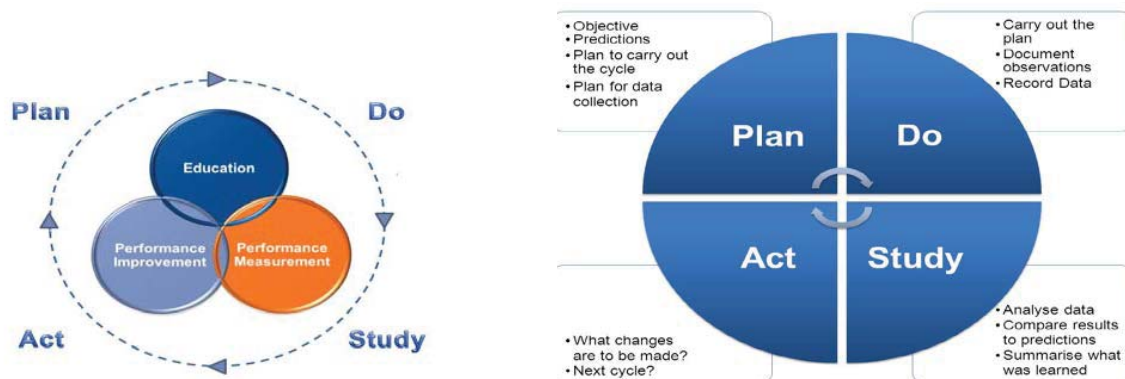 Plan
Do
Education
Performance
Improvement
Performance
Measurement
Act
Study
• Objective
• Predictions
• Plan to carry out
the cycle
• Plan for data
collection
• Carry out the
plan
• Document
observations
• Record Data
Plan
Do
Act
Study
• What changes
are to be made?
• Next cycle?
• Analyse data
• Compare results
to predictions
• Summarise what
was learned